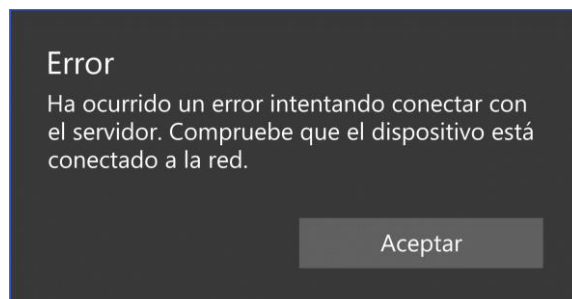 Error
Ha ocurrido un error intentando conectar con
el servidor. Compruebe que el dispositivo está
conectado a la red.
Aceptar